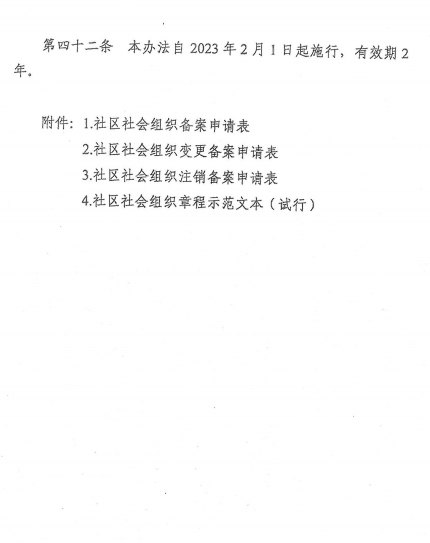 第四十二条 本办法自 2023 年 2 月 1 日起施行，有效期 2
年。
附件：1.社区社会组织备案申请表
2.社区社会组织变更备案申请表
3.社区社会组织注销备案申请表
4.社区社会组织章程示范文本（试行）